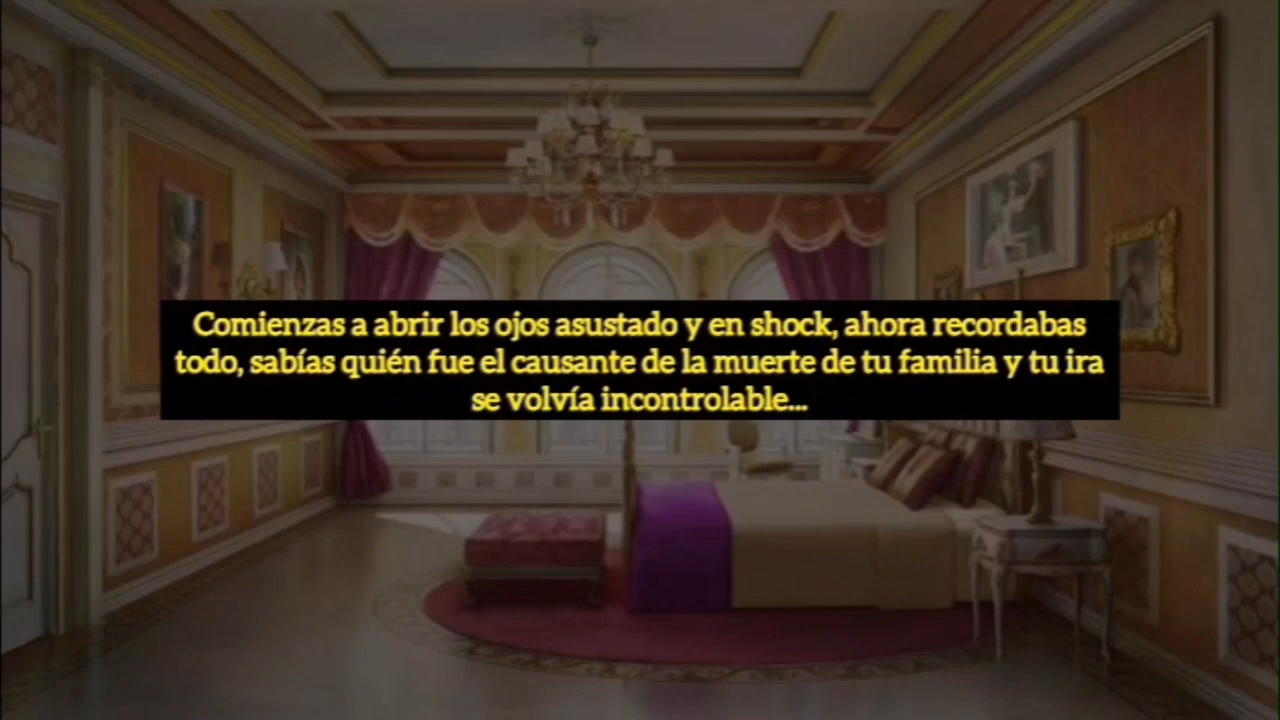 Comienzas a abrir los ojos asustado y en shock, ahora recordabas
todo, sabías quién fue el causante de la muerte de tu familia y tu ira
se volvía incontrolable...